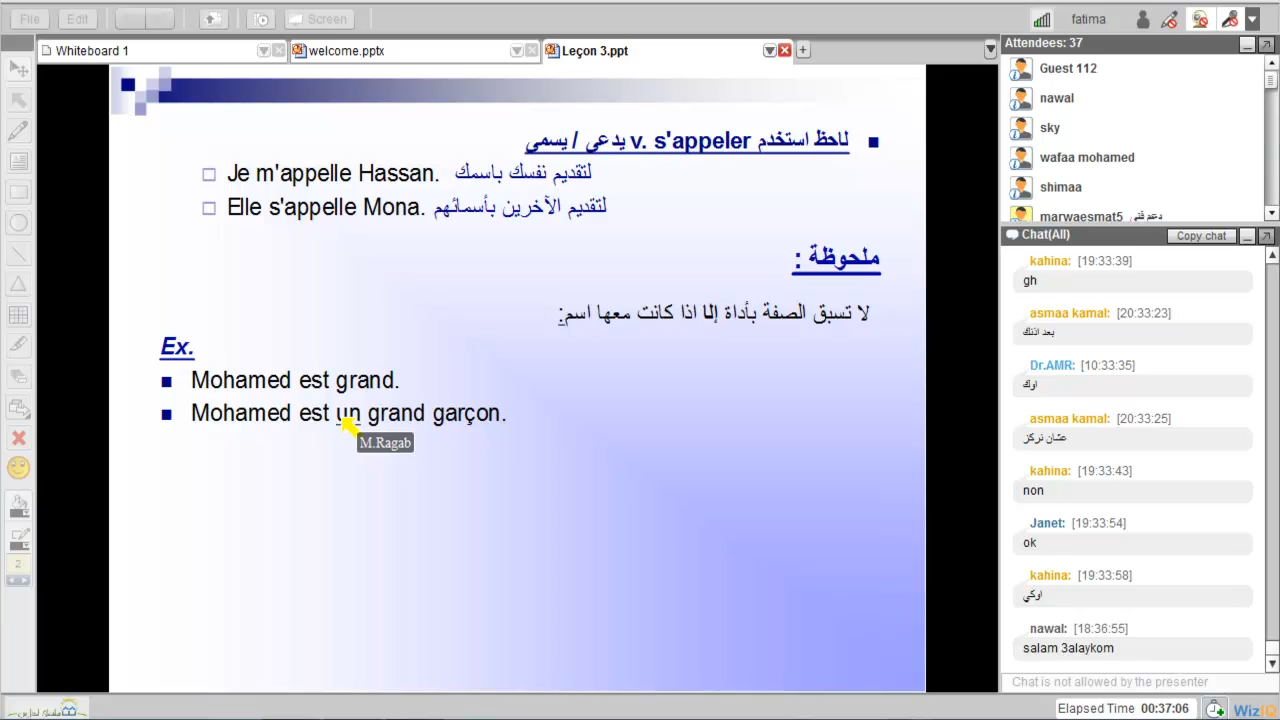 File Edit Screen fatima
Whiteboard 1 welcome.pptx Leçon 3.ppt
لاحظ استخدم v. s'appeler يدعى / يسمى
Je m'appelle Hassan. لتقديم نفسك باسمك
Elle s'appelle Mona. لتقديم الآخرين بأسمائهم
ملحوظة :
لا تسبق الصفة بأداة إلا اذا كانت معها اسم:
Ex.
Mohamed est grand.
Mohamed est un grand garçon.
M.Ragab
2
Attendees: 37
Guest 112
nawal
sky
wafaa mohamed
shimaa
marwaesmat5 دعم فنى
Chat(All) Copy chat
kahina: [19:33:39]
gh
asmaa kamal: [20:33:23]
بعد اذنك
Dr.AMR: [10:33:35]
اوك
asmaa kamal: [20:33:25]
عشان نركز
kahina: [19:33:43]
non
Janet: [19:33:54]
ok
kahina: [19:33:58]
اوكي
nawal: [18:36:55]
salam 3alaykom
Chat is not allowed by the presenter
Elapsed Time 00:37:06 WizIQ